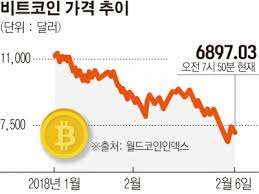 비트코인 가격 추이
(단위 : 달러)
6897.03
오전 7시 50분 현재
11,000
7,500
※출처: 월드코인인덱스
2018년 1월
2월
2월 6일